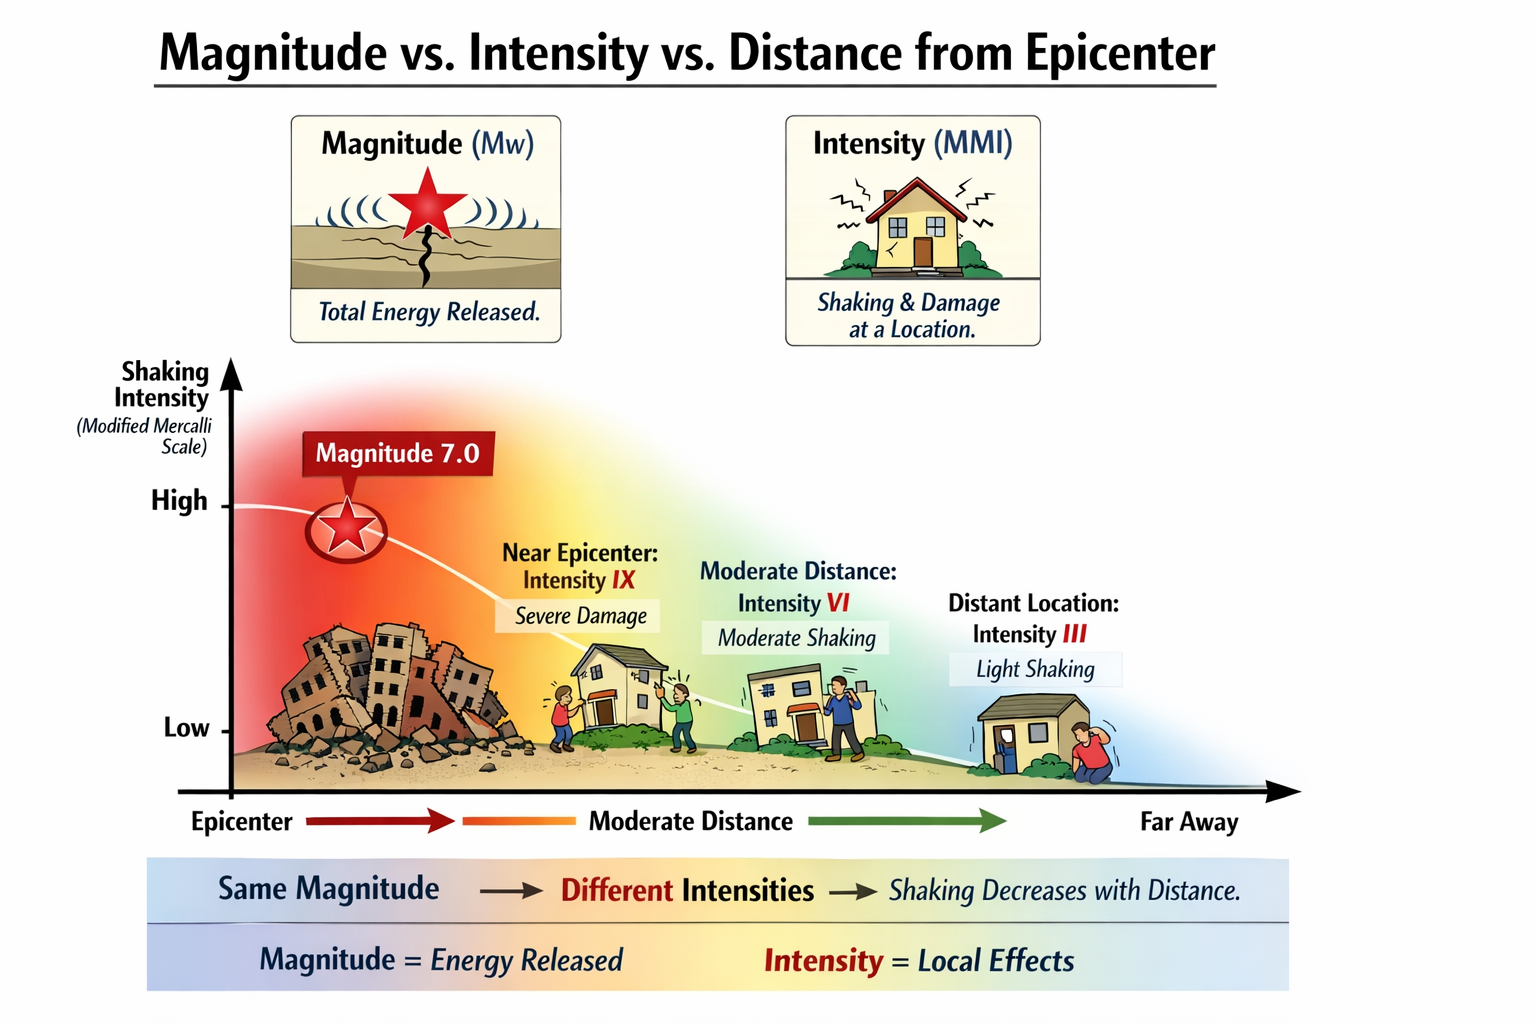 Magnitude vs. Intensity vs. Distance from Epicenter
Magnitude (Mw)
Total Energy Released.
Intensity (MMI)
Shaking & Damage
at a Location.
Shaking
Intensity
(Modified Mercalli
Scale)
High
Low
Magnitude 7.0
Near Epicenter:
Intensity IX
Severe Damage
Moderate Distance:
Intensity VI
Moderate Shaking
Distant Location:
Intensity III
Light Shaking
Epicenter
Moderate Distance
Far Away
Same Magnitude → Different Intensities → Shaking Decreases with Distance.
Magnitude = Energy Released
Intensity = Local Effects